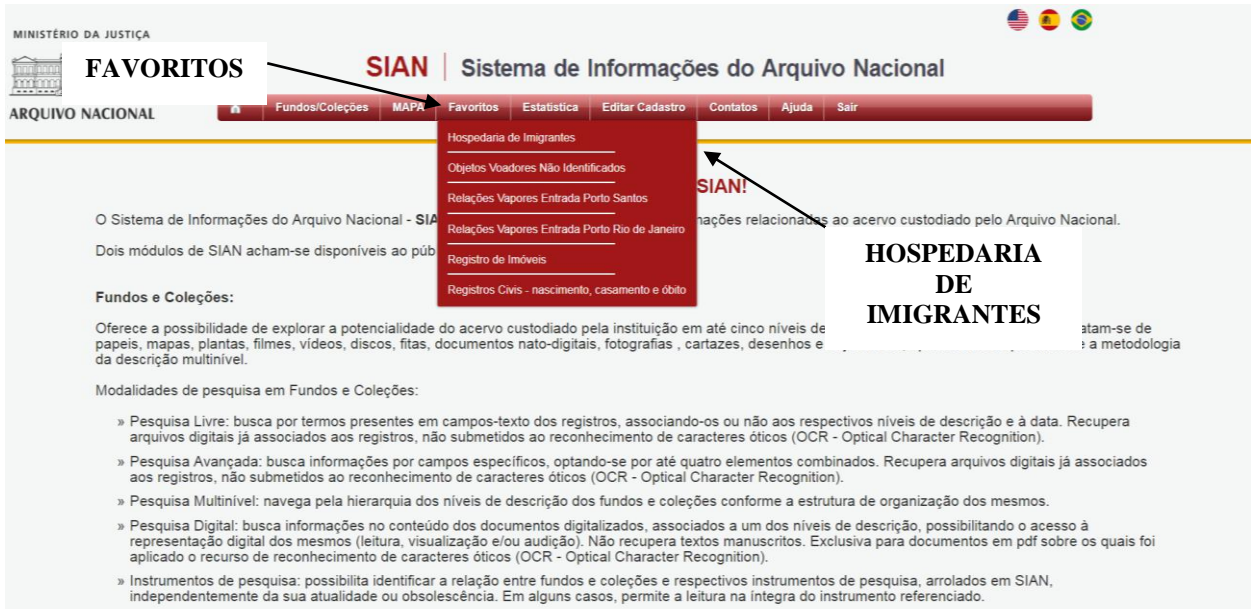 MINISTÉRIO DA JUSTIÇA
FAVORITOS
SIAN Sistema de Informações do Arquivo Nacional
ARQUIVO NACIONAL
Fundos/Coleções MAPA Favoritos Estatistica Editar Cadastro Contatos Ajuda Sair
Hospedaria de Imigrantes
Objetos Voadores Não Identificados
SIAN!
Relações Vapores Entrada Porto Santos
O Sistema de Informações do Arquivo Nacional - relacionadas ao acervo custodiado pelo Arquivo Nacional.
Relações Vapores Entrada Porto Rio de Janeiro
Dois módulos de SIAN acham-se disponíveis ao
HOSPEDARIA
DE
IMIGRANTES
Registro de Imóveis
Registros Civis - nascimento, casamento e óbito
Fundos e Coleções:
Oferece a possibilidade de explorar a potencialidade do acervo custodiado pela instituição em até cinco níveis de
papeis, mapas, plantas, filmes, vídeos, discos, fitas, documentos nato-digitais, fotografias , cartazes, desenhos e a metodologia
da descrição multinível.
Modalidades de pesquisa em Fundos e Coleções:
» Pesquisa Livre: busca por termos presentes em campos-texto dos registros, associando-os ou não aos respectivos níveis de descrição e à data. Recupera
arquivos digitais já associados aos registros, não submetidos ao reconhecimento de caracteres óticos (OCR - Optical Character Recognition).
» Pesquisa Avançada: busca informações por campos específicos, optando-se por até quatro elementos combinados. Recupera arquivos digitais já associados
aos registros, não submetidos ao reconhecimento de caracteres óticos (OCR - Optical Character Recognition).
» Pesquisa Multinível: navega pela hierarquia dos níveis de descrição dos fundos e coleções conforme a estrutura de organização dos mesmos.
» Pesquisa Digital: busca informações no conteúdo dos documentos digitalizados, associados a um dos níveis de descrição, possibilitando o acesso à
representação digital dos mesmos (leitura, visualização e/ou audição). Não recupera textos manuscritos. Exclusiva para documentos em pdf sobre os quais foi
aplicado o recurso de reconhecimento de caracteres óticos (OCR - Optical Character Recognition).
» Instrumentos de pesquisa: possibilita identificar a relação entre fundos e coleções e respectivos instrumentos de pesquisa, arrolados em SIAN,
independentemente da sua atualidade ou obsolescência. Em alguns casos, permite a leitura na íntegra do instrumento referenciado.